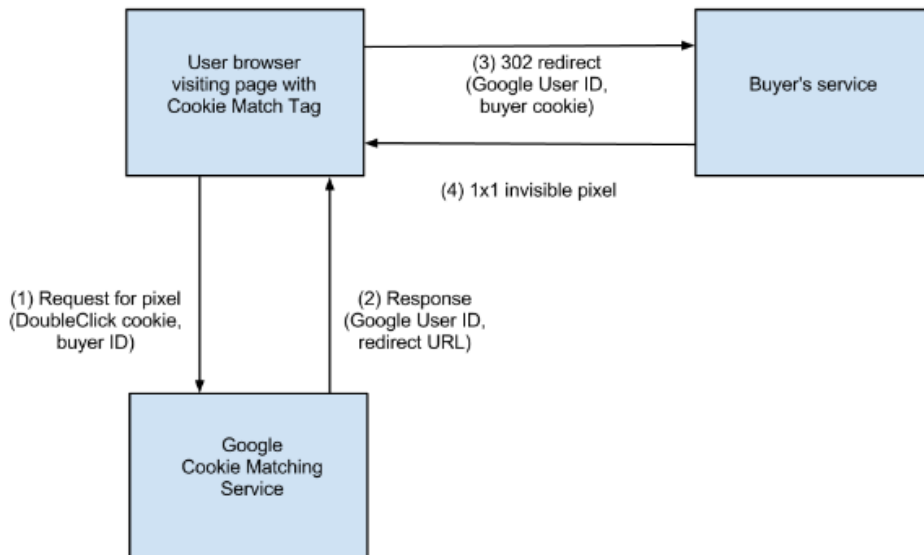 User browser
visiting page with
Cookie Match Tag
(3) 302 redirect
(Google User ID,
buyer cookie)
Buyer's service
(4) 1x1 invisible pixel
(1) Request for pixel
(DoubleClick cookie,
buyer ID)
(2) Response
(Google User ID,
redirect URL)
Google
Cookie Matching
Service